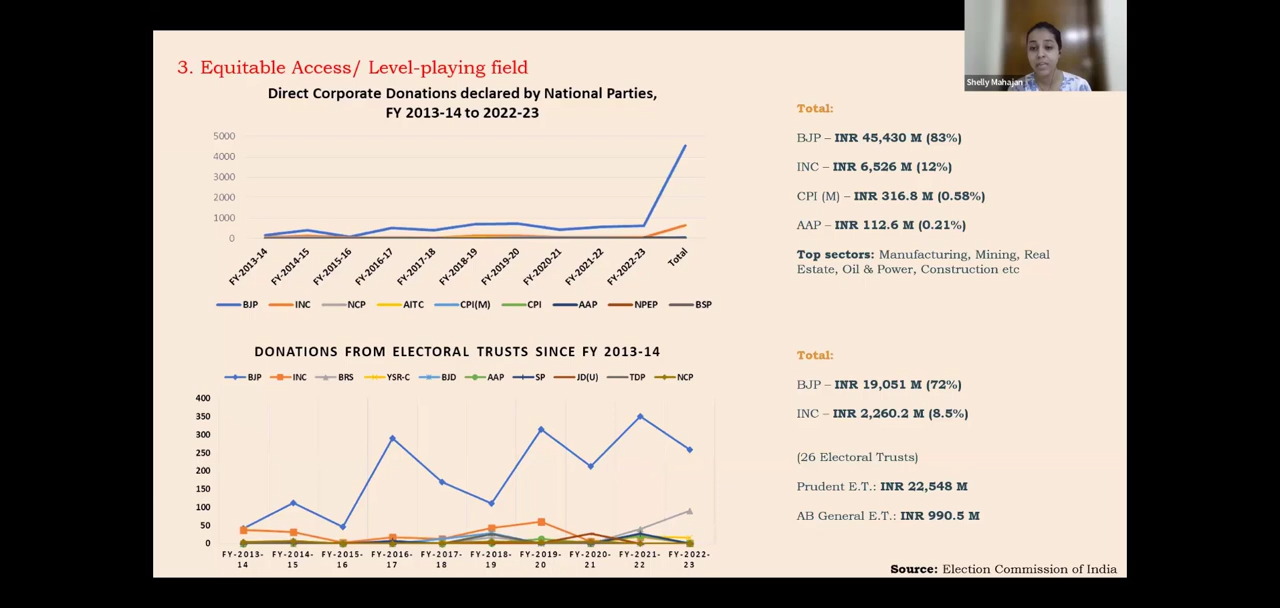 Shelly Mahajan
3. Equitable Access/ Level-playing field
Direct Corporate Donations declared by National Parties,
FY 2013-14 to 2022-23
5000
4000
3000
2000
1000
0
FY-2013-14
FY-2014-15
FY-2015-16
FY-2016-17
FY-2017-18
FY-2018-19
FY-2019-20
FY-2020-21
FY-2021-22
FY-2022-23
Total
BJP INC NCP AITC CPI(M) CPI AAP NPEP BSP
Total:
BJP – INR 45,430 M (83%)
INC – INR 6,526 M (12%)
CPI (M) – INR 316.8 M (0.58%)
AAP – INR 112.6 M (0.21%)
Top sectors: Manufacturing, Mining, Real
Estate, Oil & Power, Construction etc
DONATIONS FROM ELECTORAL TRUSTS SINCE FY 2013-14
BJP INC BRS YSR-C BJD AAP SP JD(U) TDP NCP
400
350
300
250
200
150
100
50
0
FY-2013- FY-2014- FY-2015- FY-2016- FY-2017- FY-2018- FY-2019- FY-2020- FY-2021- FY-2022-
14 15 16 17 18 19 20 21 22 23
Total:
BJP – INR 19,051 M (72%)
INC – INR 2,260.2 M (8.5%)
(26 Electoral Trusts)
Prudent E.T.: INR 22,548 M
AB General E.T.: INR 990.5 M
Source: Election Commission of India